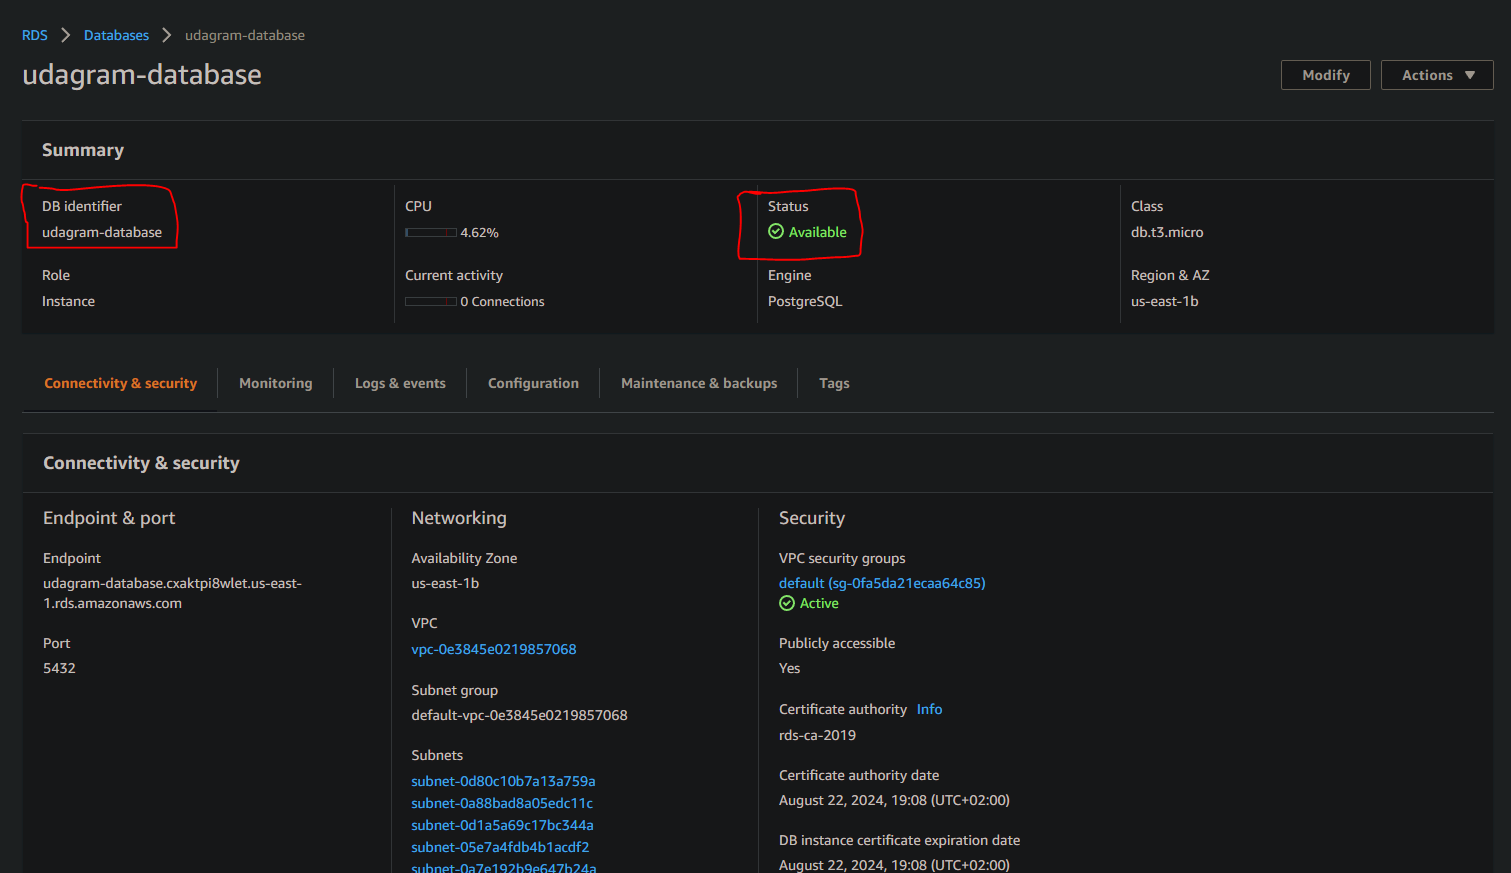 RDS > Databases > udagram-database
udagram-database
Modify
Actions
Summary
DB identifier
udagram-database
CPU
4.62%
Status
Available
Class
db.t3.micro
Role
Instance
Current activity
0 Connections
Engine
PostgreSQL
Region & AZ
us-east-1b
Connectivity & security
Monitoring
Logs & events
Configuration
Maintenance & backups
Tags
Connectivity & security
Endpoint & port
Endpoint
udagram-database.cxaktpi8wlet.us-east-
1.rds.amazonaws.com
Port
5432
Networking
Availability Zone
us-east-1b
VPC
vpc-0e3845e0219857068
Subnet group
default-vpc-0e3845e0219857068
Subnets
subnet-0d80c10b7a13a759a
subnet-0a88bad8a05edc11c
subnet-0d1a5a69c17bc344a
subnet-05e7a4fdb4b1acdf2
subnet-0a7e192b9e647b24a
Security
VPC security groups
default (sg-0fa5da21ecaa64c85)
Active
Publicly accessible
Yes
Certificate authority Info
rds-ca-2019
Certificate authority date
August 22, 2024, 19:08 (UTC+02:00)
DB instance certificate expiration date
August 22, 2024, 19:08 (UTC+02:00)